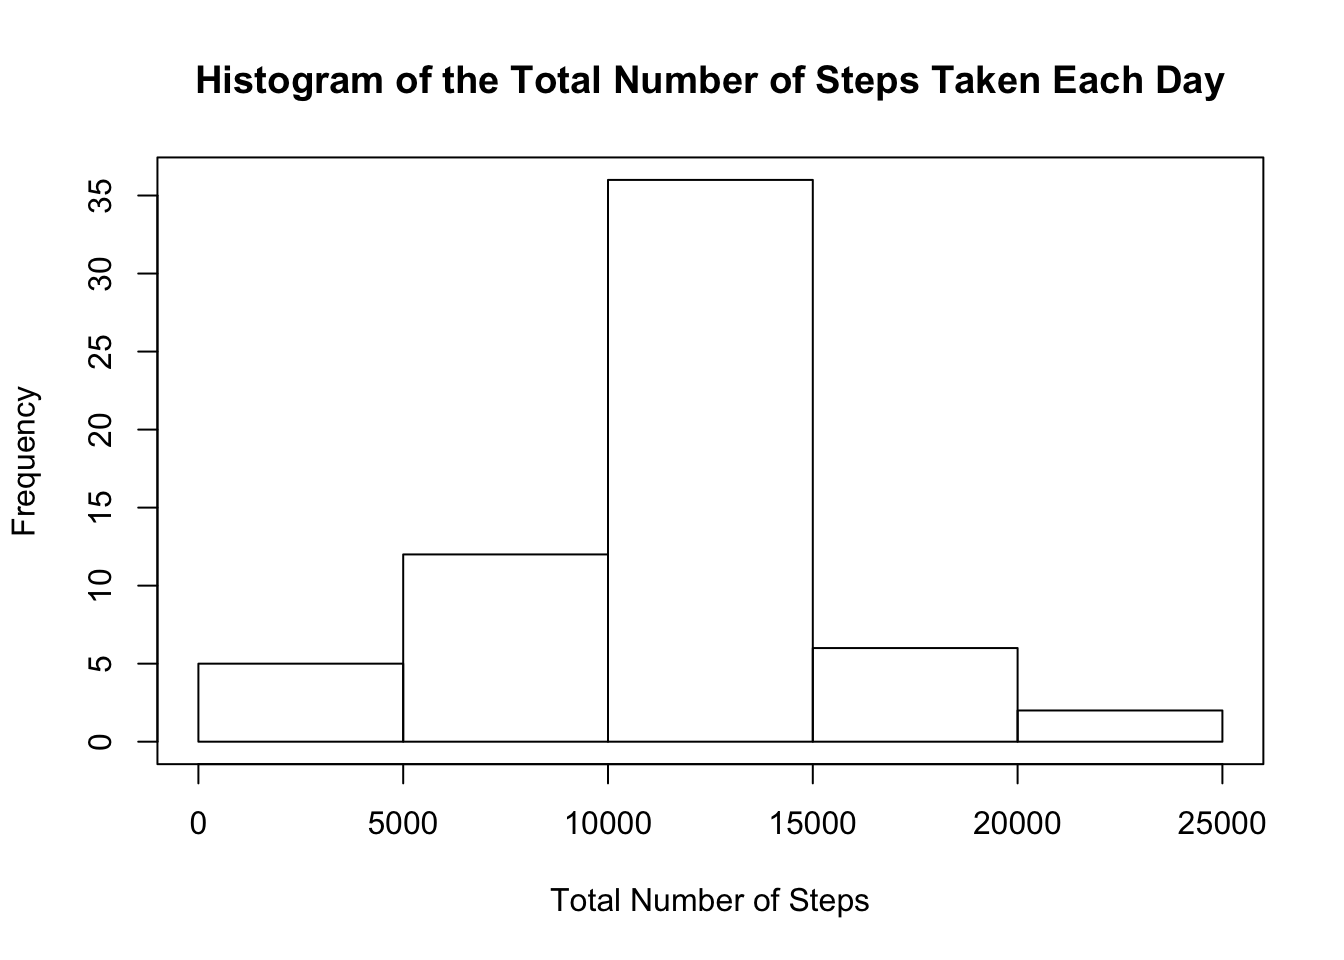 Histogram of the Total Number of Steps Taken Each Day
Frequency
35
30
25
20
15
10
5
0
0 5000 10000 15000 20000 25000
Total Number of Steps